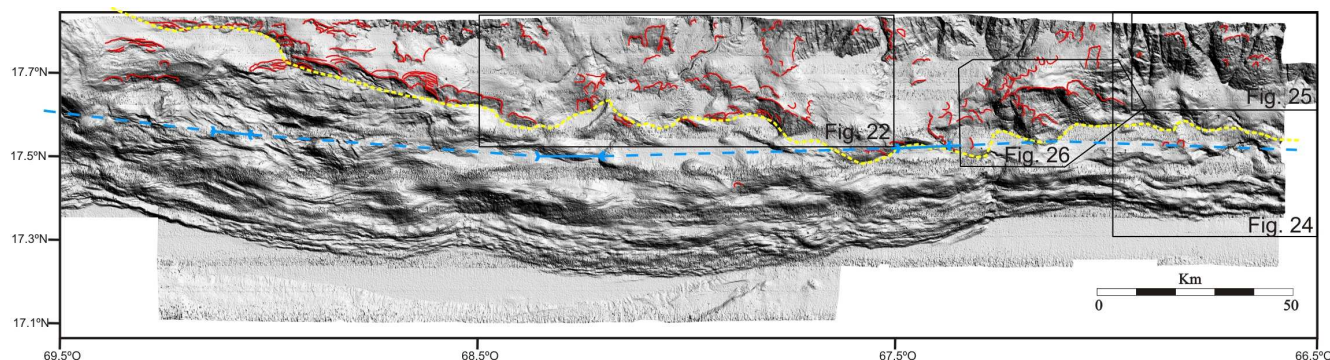 17.7ºN
17.5ºN
17.3ºN
17.1ºN
Fig. 22
Fig. 25
Fig. 26
Fig. 24
Km
0 50
69.5ºO 68.5ºO 67.5ºO 66.5ºO